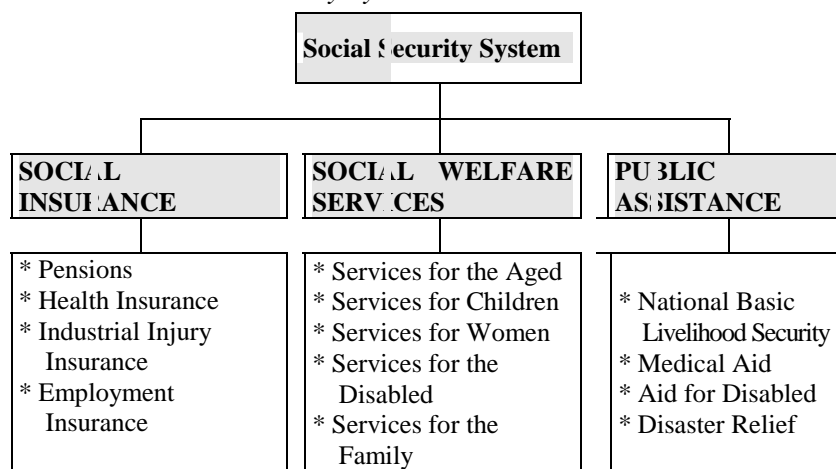 Social Security System
SOCIAL
INSURANCE
SOCIAL WELFARE
SERVICES
PUBLIC
ASSISTANCE
* Pensions
* Health Insurance
* Industrial Injury
Insurance
* Employment
Insurance
* Services for the Aged
* Services for Children
* Services for Women
* Services for the
Disabled
* Services for the
Family
* National Basic
Livelihood Security
* Medical Aid
* Aid for Disabled
* Disaster Relief